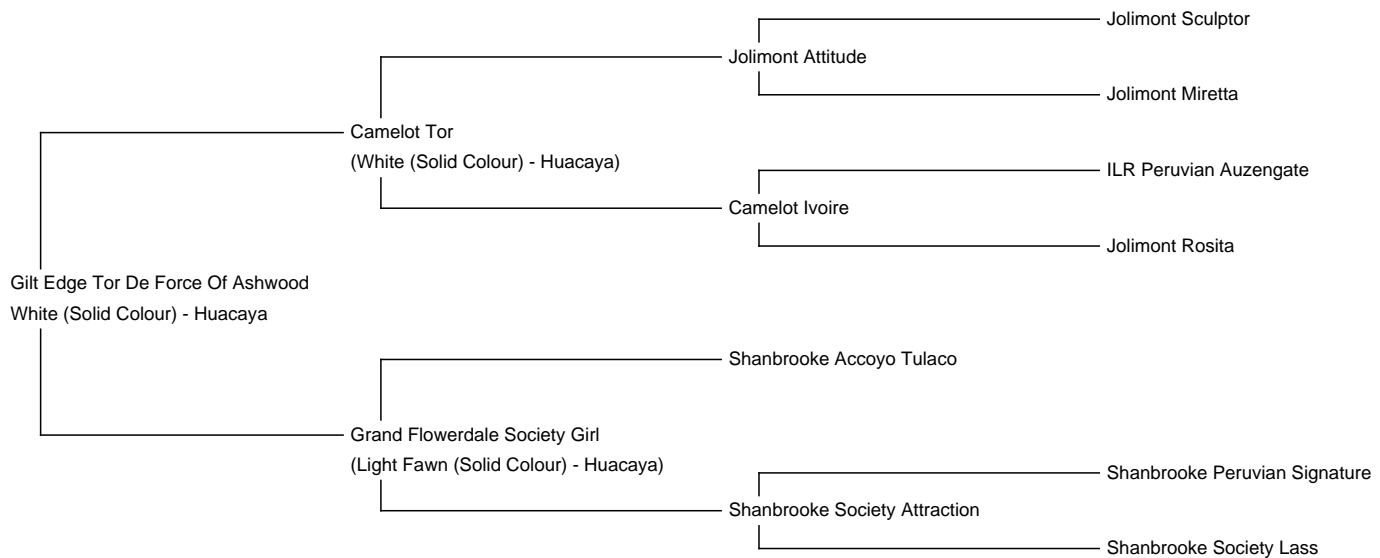 Jolimont Sculptor
Jolimont Attitude
Jolimont Miretta
Camelot Tor
(White (Solid Colour) - Huacaya)
ILR Peruvian Auzengate
Camelot Ivoire
Jolimont Rosita
Gilt Edge Tor De Force Of Ashwood
White (Solid Colour) - Huacaya
Shanbrooke Accoyo Tulaco
Grand Flowerdale Society Girl
(Light Fawn (Solid Colour) - Huacaya)
Shanbrooke Peruvian Signature
Shanbrooke Society Attraction
Shanbrooke Society Lass